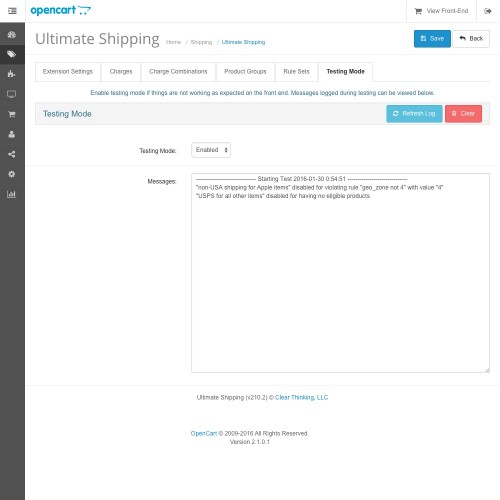 opencart
View Front-End
Ultimate Shipping Home / Shipping / Ultimate Shipping
Save Back
Extension Settings Charges Charge Combinations Product Groups Rule Sets Testing Mode
Enable testing mode if things are not working as expected on the front end. Messages logged during testing can be viewed below.
Testing Mode Refresh Log Clear
Testing Mode: Enabled
Messages:
------------------------------ Starting Test 2016-01-30 0:54:51 ------------------------------
"non-USA shipping for Apple items" disabled for violating rule "geo_zone not 4" with value "4"
"USPS for all other items" disabled for having no eligible products
Ultimate Shipping (v210.2) © Clear Thinking, LLC
OpenCart © 2009-2016 All Rights Reserved.
Version 2.1.0.1